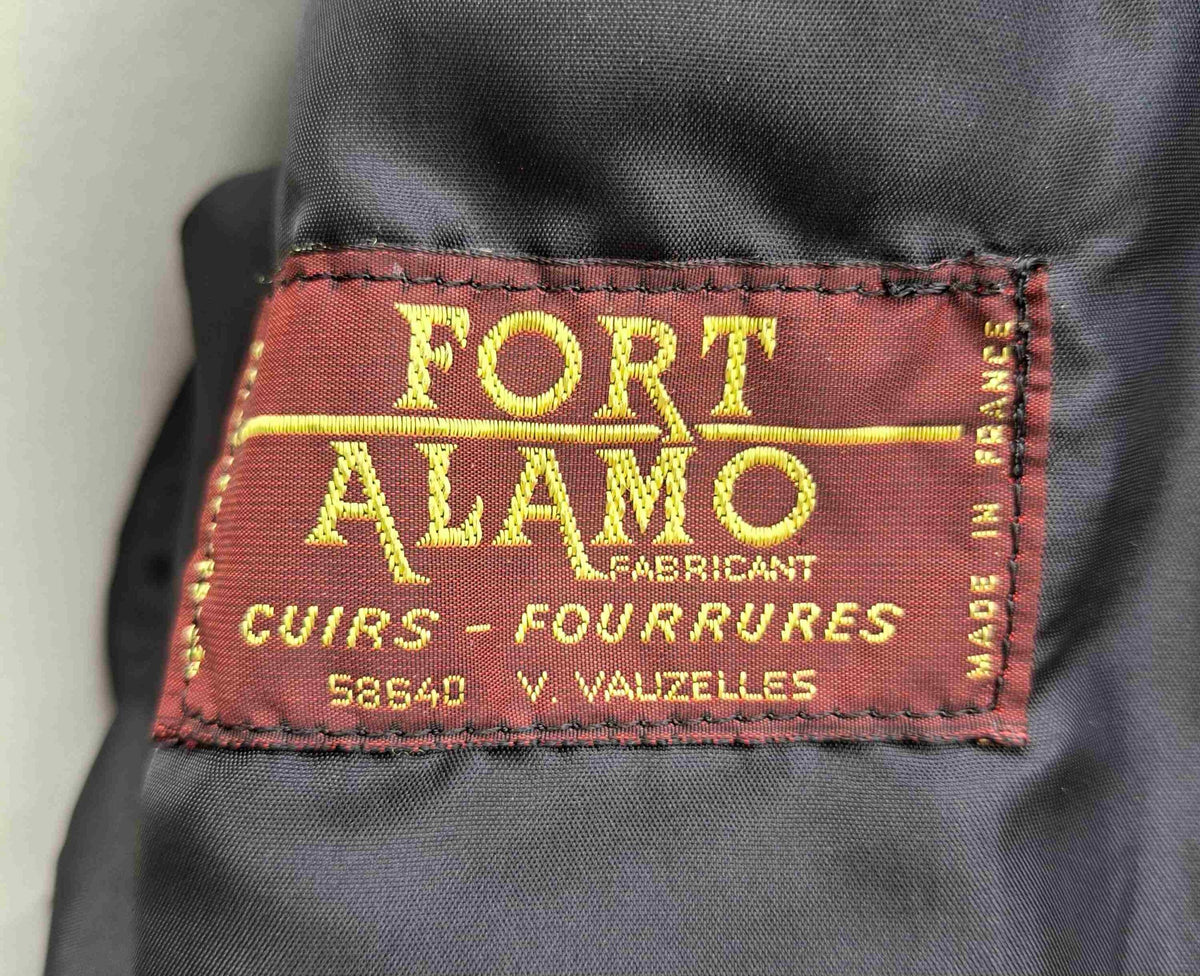 FORT
ALAMO
FABRICANT
CUIRS - FOURRURES
58640 V. VAUZELLES
MADE IN FRANCE